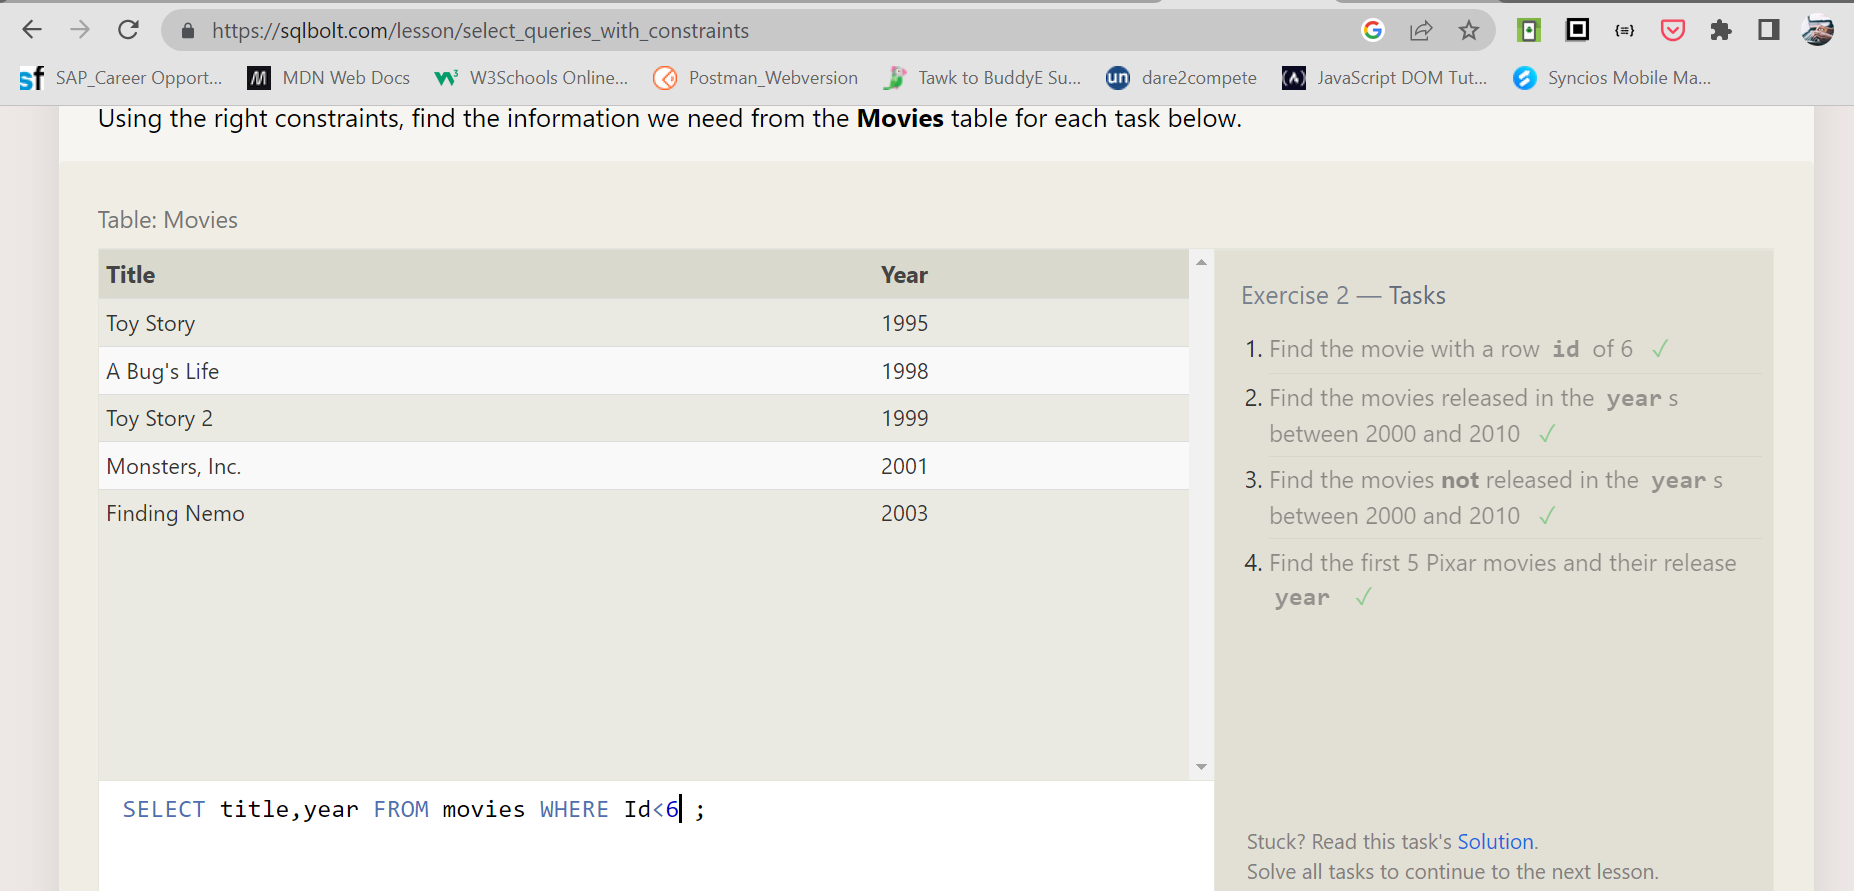 https://sqlbolt.com/lesson/select_queries_with_constraints
SAP_Career Opport...
MDN Web Docs
W3Schools Online...
Postman_Webversion
Tawk to BuddyE Su...
un dare2compete
JavaScript DOM Tut...
Syncios Mobile Ma...
Using the right constraints, find the information we need from the Movies table for each task below.
Table: Movies
Title Year
Toy Story 1995
A Bug's Life 1998
Toy Story 2 1999
Monsters, Inc. 2001
Finding Nemo 2003
SELECT title,year FROM movies WHERE Id<6 ;
Exercise 2 — Tasks
1. Find the movie with a row id of 6 ✓
2. Find the movies released in the year s
between 2000 and 2010 ✓
3. Find the movies not released in the year s
between 2000 and 2010 ✓
4. Find the first 5 Pixar movies and their release
year ✓
Stuck? Read this task's Solution.
Solve all tasks to continue to the next lesson.